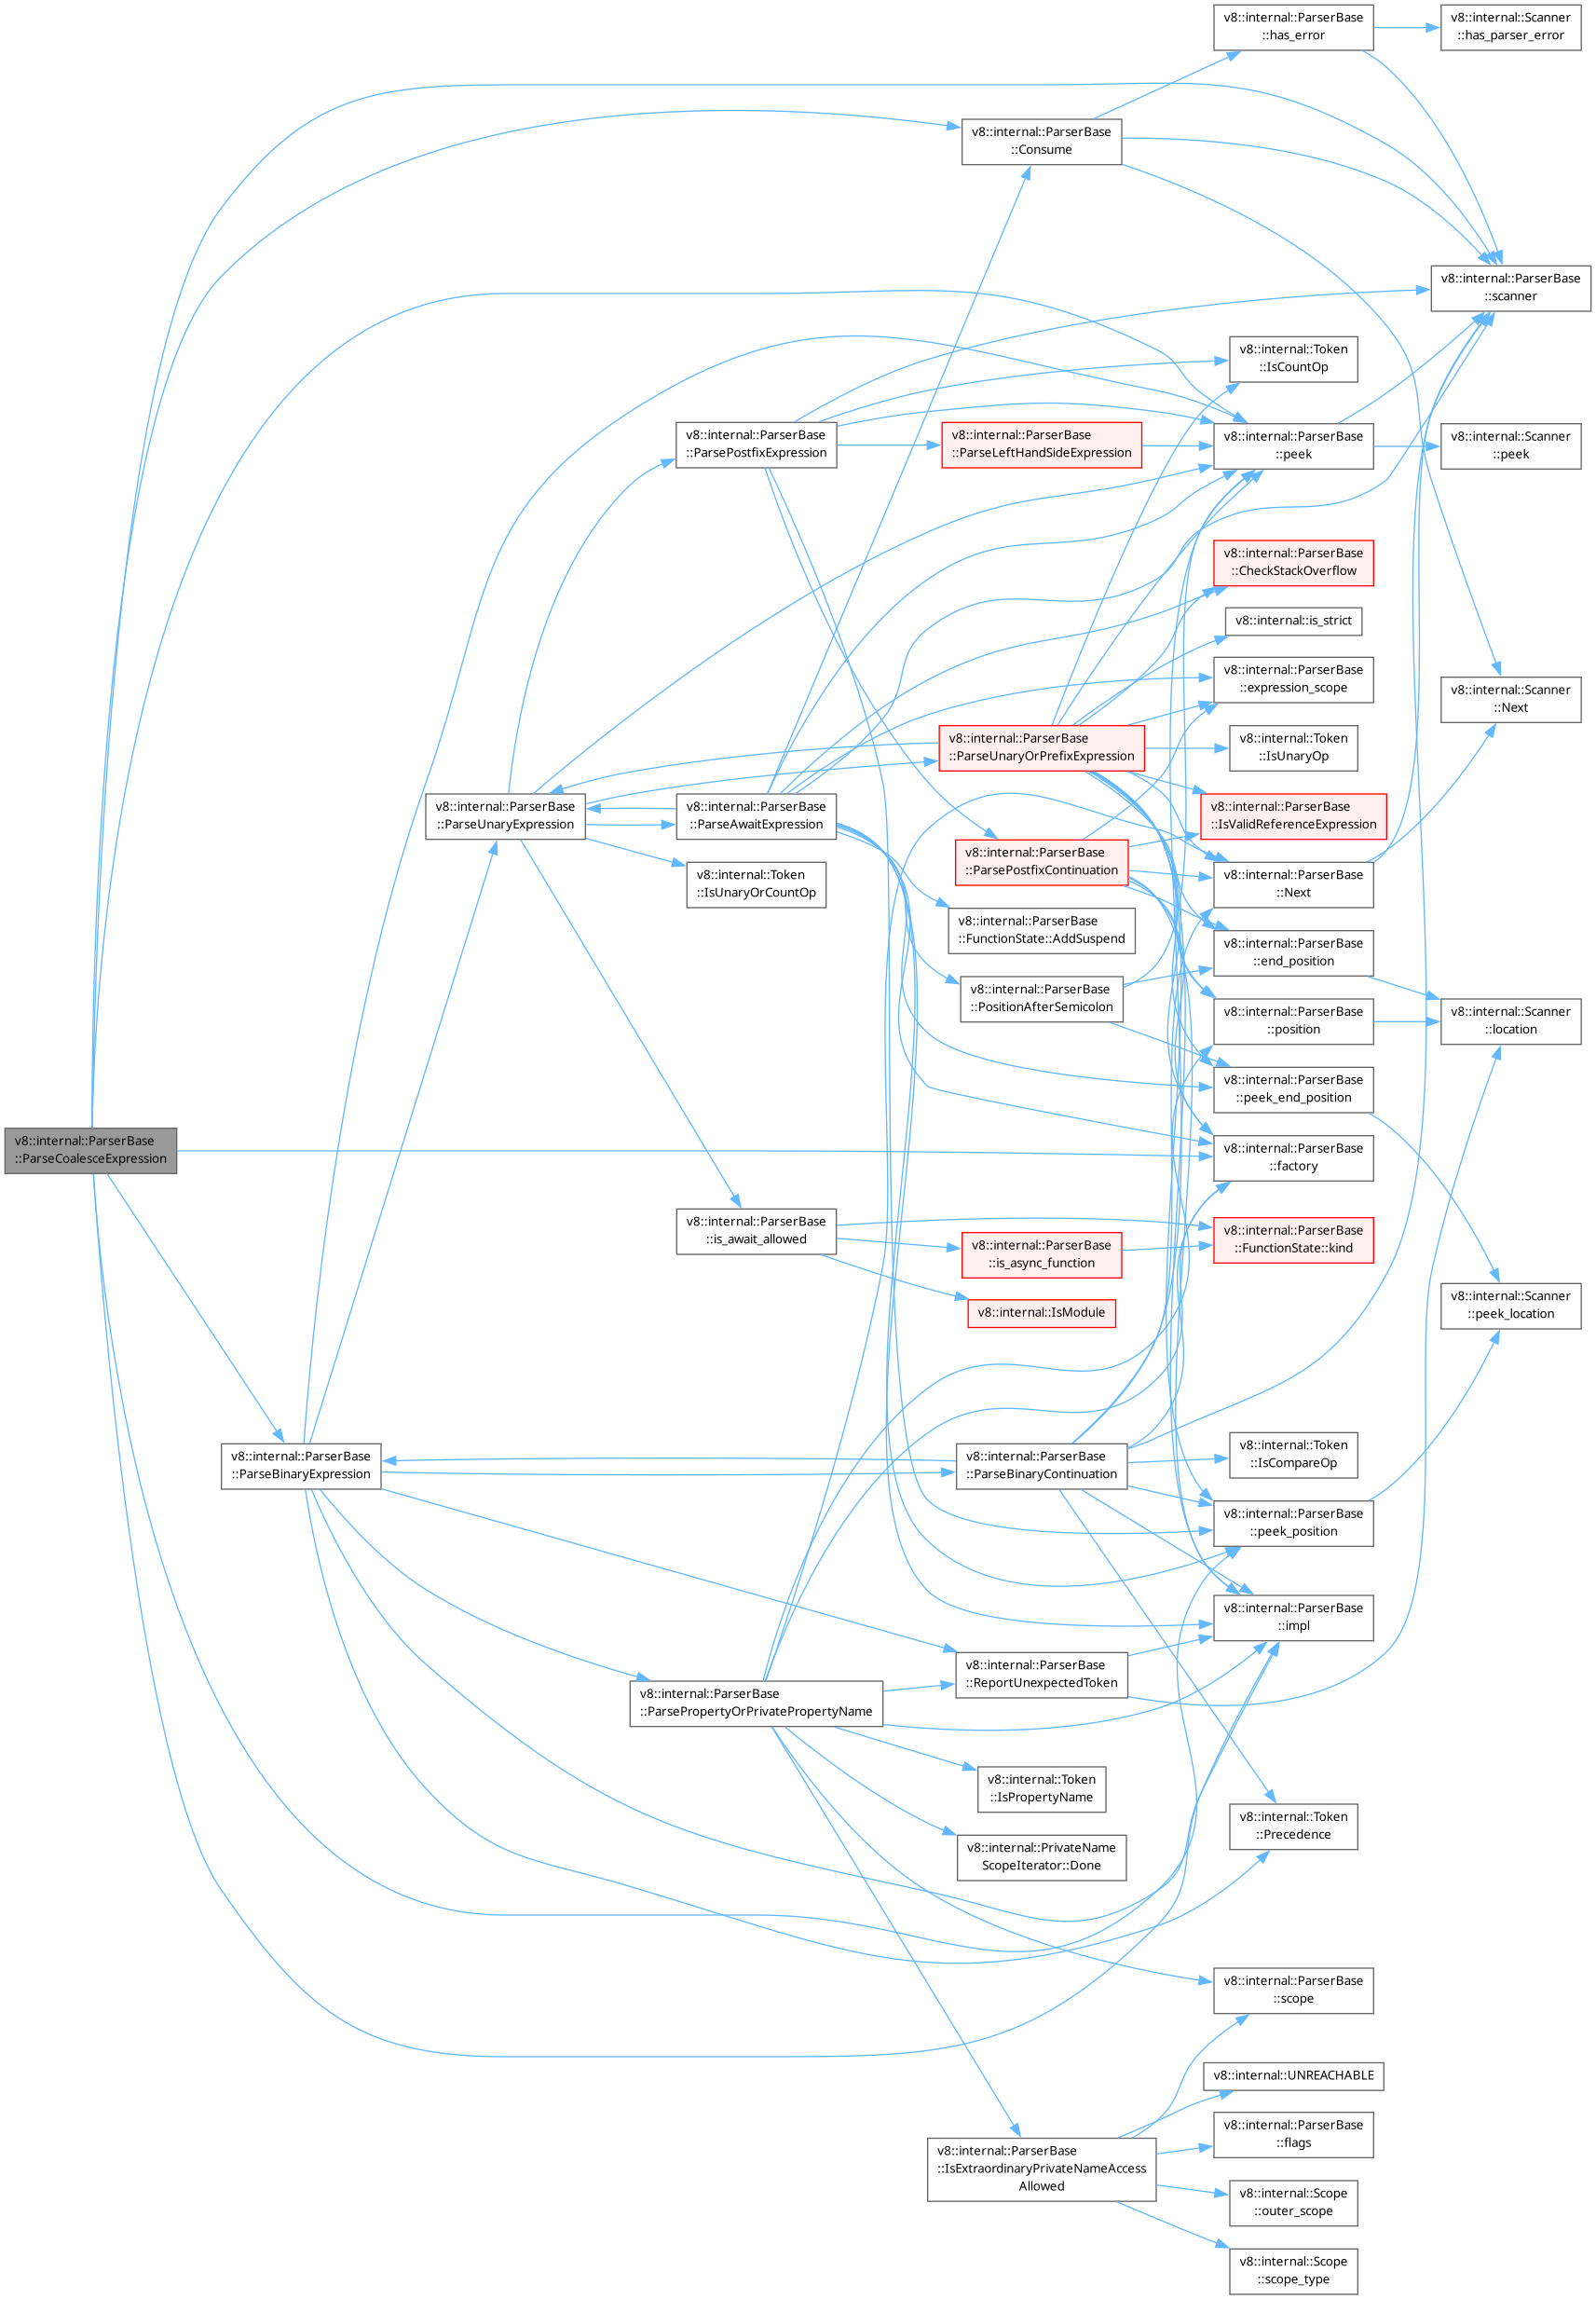 v8::internal::ParserBase
::has_error
v8::internal::Scanner
::has_parser_error
v8::internal::ParserBase
::Consume
v8::internal::ParserBase
::scanner
v8::internal::Token
::IsCountOp
v8::internal::ParserBase
::ParsePostfixExpression
v8::internal::ParserBase
::ParseLeftHandSideExpression
v8::internal::ParserBase
::peek
v8::internal::Scanner
::peek
v8::internal::ParserBase
::CheckStackOverflow
v8::internal::is_strict
v8::internal::ParserBase
::expression_scope
v8::internal::Scanner
::Next
v8::internal::ParserBase
::ParseUnaryOrPrefixExpression
v8::internal::Token
::IsUnaryOp
v8::internal::ParserBase
::ParseUnaryExpression
v8::internal::ParserBase
::ParseAwaitExpression
v8::internal::ParserBase
::IsValidReferenceExpression
v8::internal::ParserBase
::ParsePostfixContinuation
v8::internal::Token
::IsUnaryOrCountOp
v8::internal::ParserBase
::Next
v8::internal::ParserBase
::FunctionState::AddSuspend
v8::internal::ParserBase
::end_position
v8::internal::ParserBase
::PositionAfterSemicolon
v8::internal::ParserBase
::position
v8::internal::Scanner
::location
v8::internal::ParserBase
::peek_end_position
v8::internal::ParserBase
::ParseCoalesceExpression
v8::internal::ParserBase
::factory
v8::internal::ParserBase
::is_await_allowed
v8::internal::ParserBase
::is_async_function
v8::internal::ParserBase
::FunctionState::kind
v8::internal::IsModule
v8::internal::Scanner
::peek_location
v8::internal::ParserBase
::ParseBinaryExpression
v8::internal::ParserBase
::ParseBinaryContinuation
v8::internal::Token
::IsCompareOp
v8::internal::ParserBase
::peek_position
v8::internal::ParserBase
::impl
v8::internal::ParserBase
::ReportUnexpectedToken
v8::internal::ParserBase
::ParsePropertyOrPrivatePropertyName
v8::internal::Token
::IsPropertyName
v8::internal::Token
::Precedence
v8::internal::PrivateName
ScopeIterator::Done
v8::internal::ParserBase
::scope
v8::internal::UNREACHABLE
v8::internal::ParserBase
::flags
v8::internal::ParserBase
::IsExtraordinaryPrivateNameAccess
Allowed
v8::internal::Scope
::outer_scope
v8::internal::Scope
::scope_type